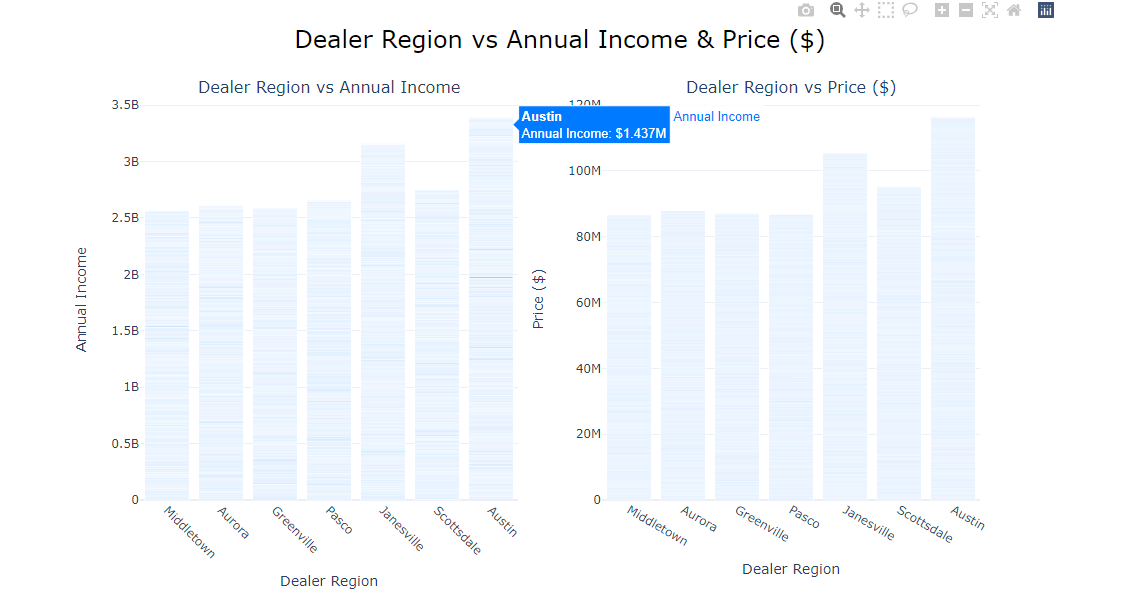 Dealer Region vs Annual Income & Price ($)
Dealer Region vs Annual Income
3.5B
3B
2.5B
2B
1.5B
1B
0.5B
0
Annual Income
Middletown
Aurora
Greenville
Pasco
Janesville
Scottsdale
Austin
Dealer Region
Austin
Annual Income: $1.437M
Annual Income
Dealer Region vs Price ($)
120M
100M
80M
60M
40M
20M
0
Price ($)
Middletown
Aurora
Greenville
Pasco
Janesville
Scottsdale
Austin
Dealer Region